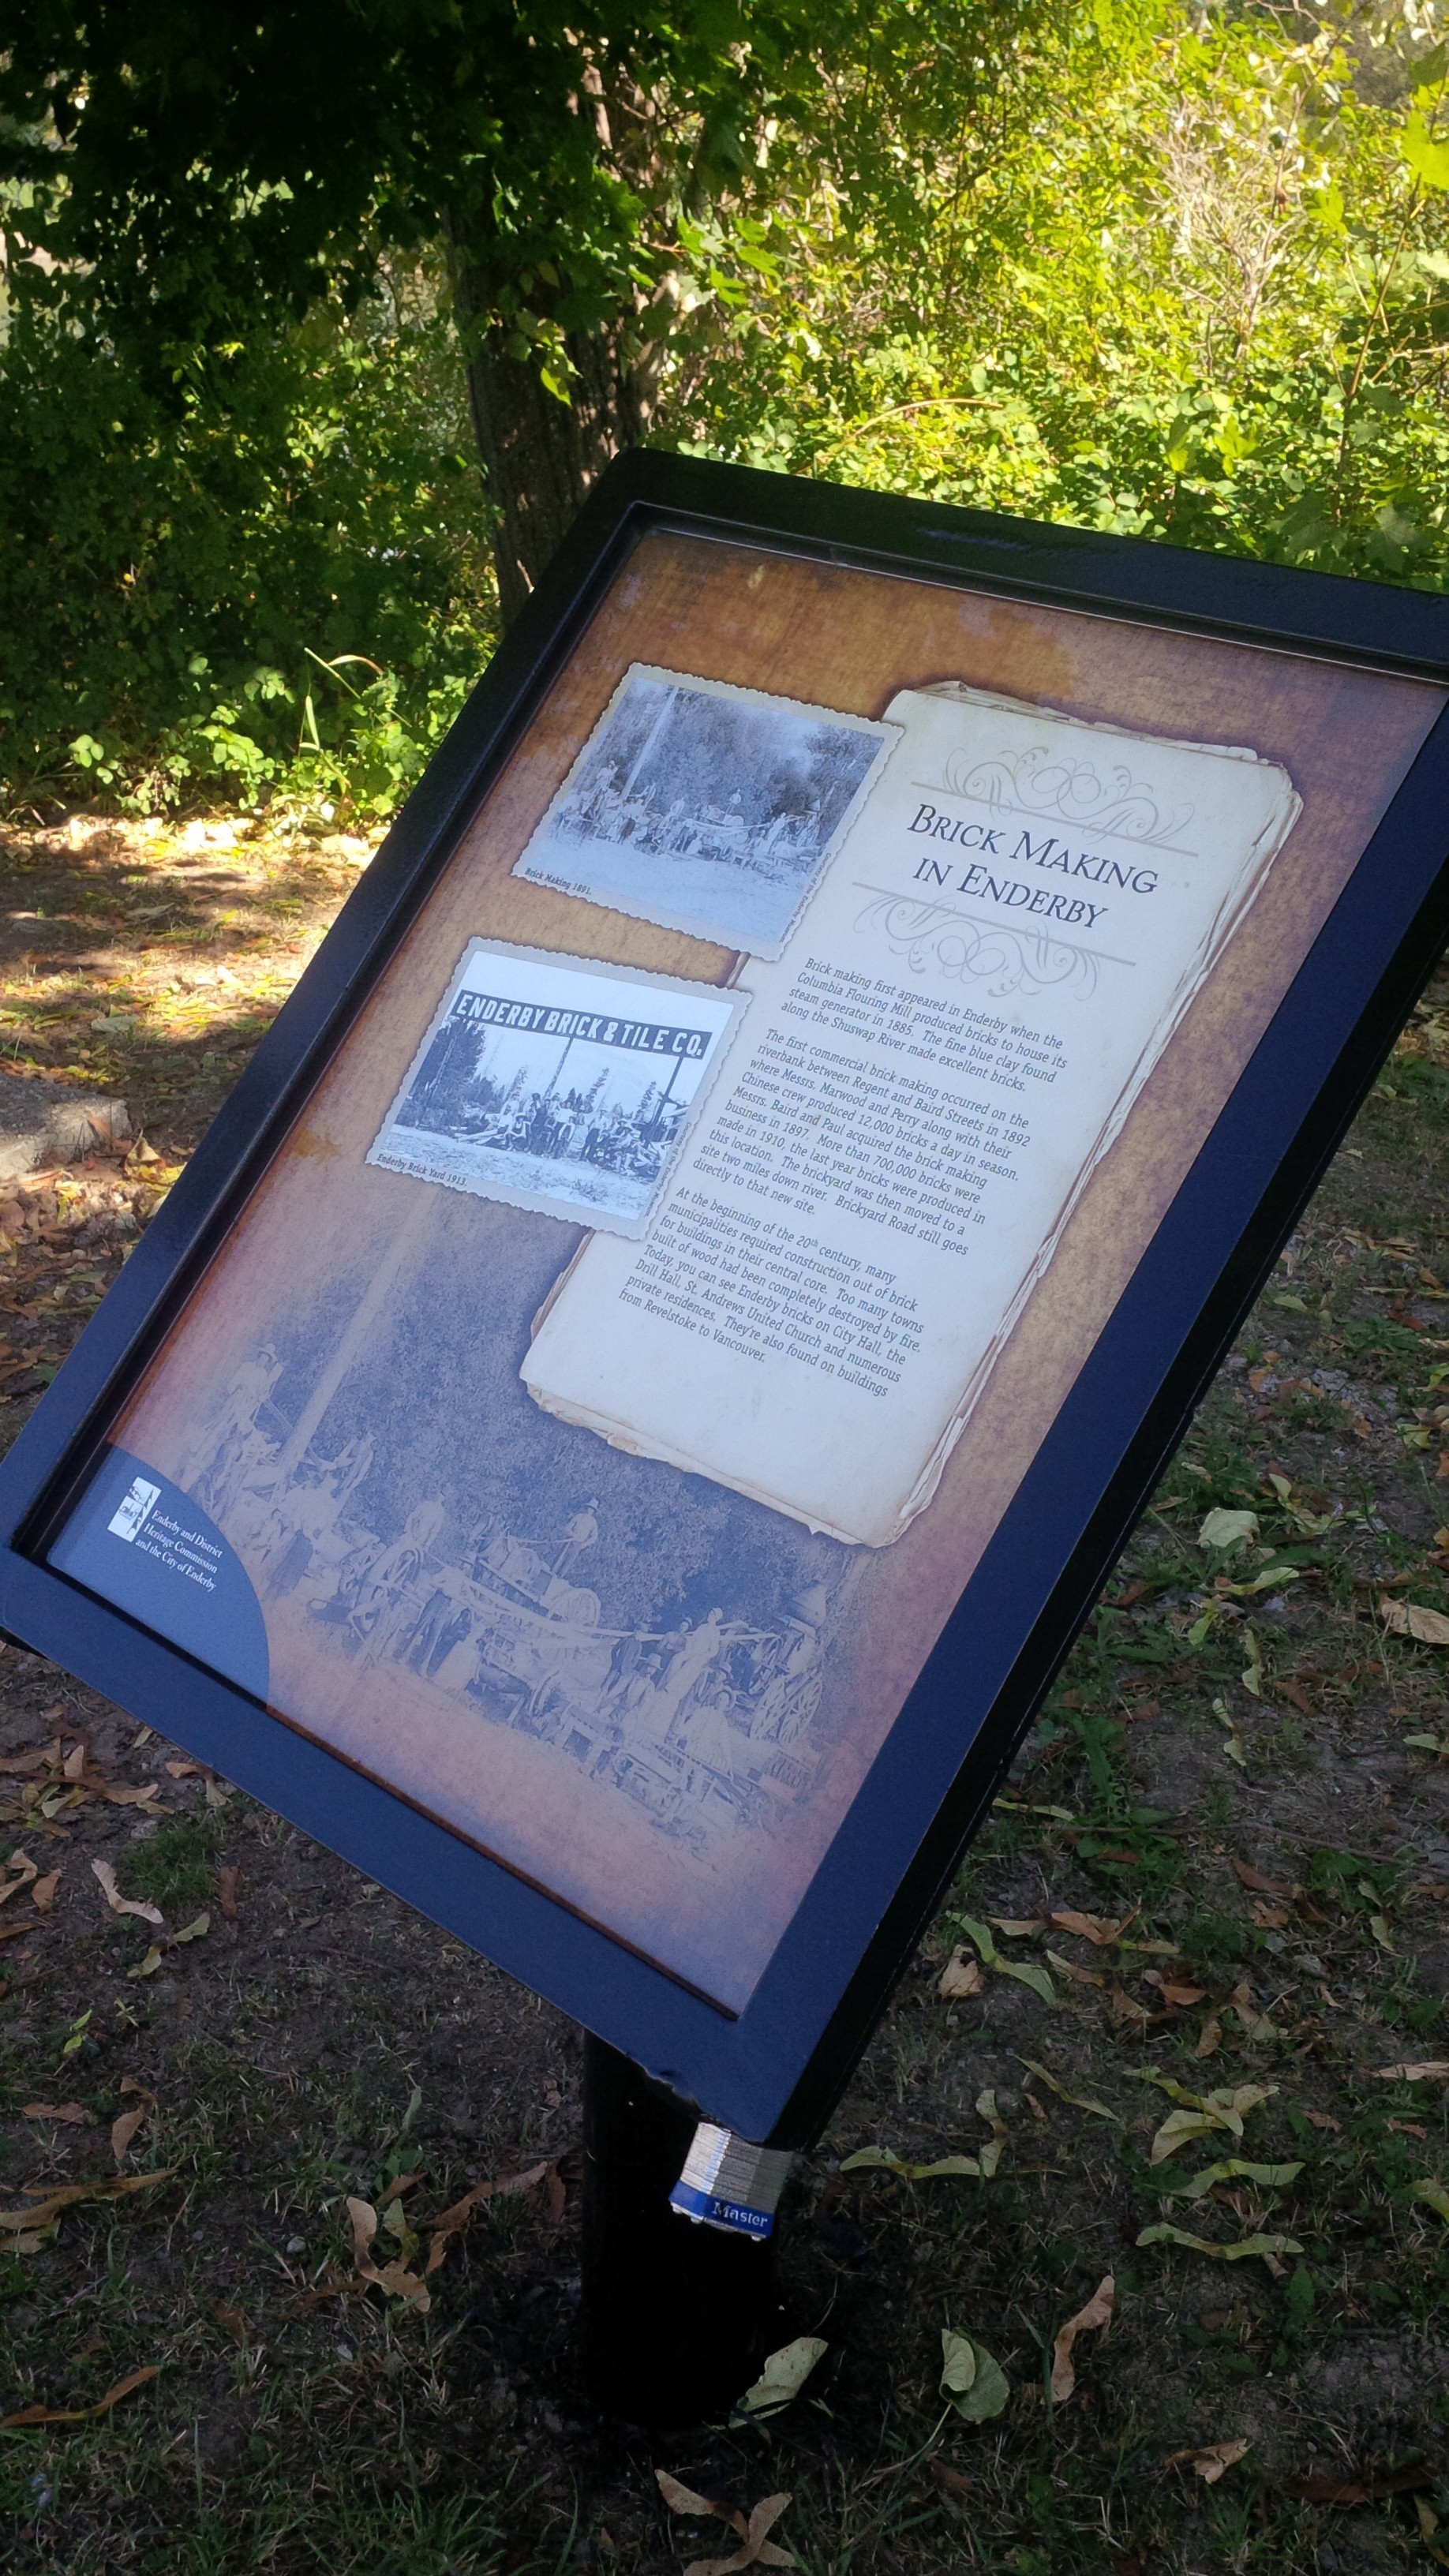 Brick Making 1891.
ENDERBY BRICK & TILE CO.
Enderby Brick Yard 1913.
BRICK MAKING
IN ENDERBY
Brick making first appeared in Enderby when the
Columbia Flouring Mill produced bricks to house its
steam generator in 1885. The fine blue clay found
along the Shuswap River made excellent bricks.
The first commercial brick making occurred on the
riverbank between Regent and Baird Streets in 1892
where Messrs. Marwood and Perry along with their
Chinese crew produced 12,000 bricks a day in season.
Messrs. Baird and Paul acquired the brick making
business in 1897. More than 700,000 bricks were
made in 1910, the last year bricks were produced in
this location. The brickyard was then moved to a
site two miles down river. Brickyard Road still goes
directly to that new site.
At the beginning of the 20th century, many
municipalities required construction out of brick
for buildings in their central core. Too many towns
built of wood had been completely destroyed by fire.
Today, you can see Enderby bricks on City Hall, the
Drill Hall, St. Andrews United Church and numerous
private residences. They're also found on buildings
from Revelstoke to Vancouver.
Enderby and District
Heritage Commission
and the City of Enderby
Master